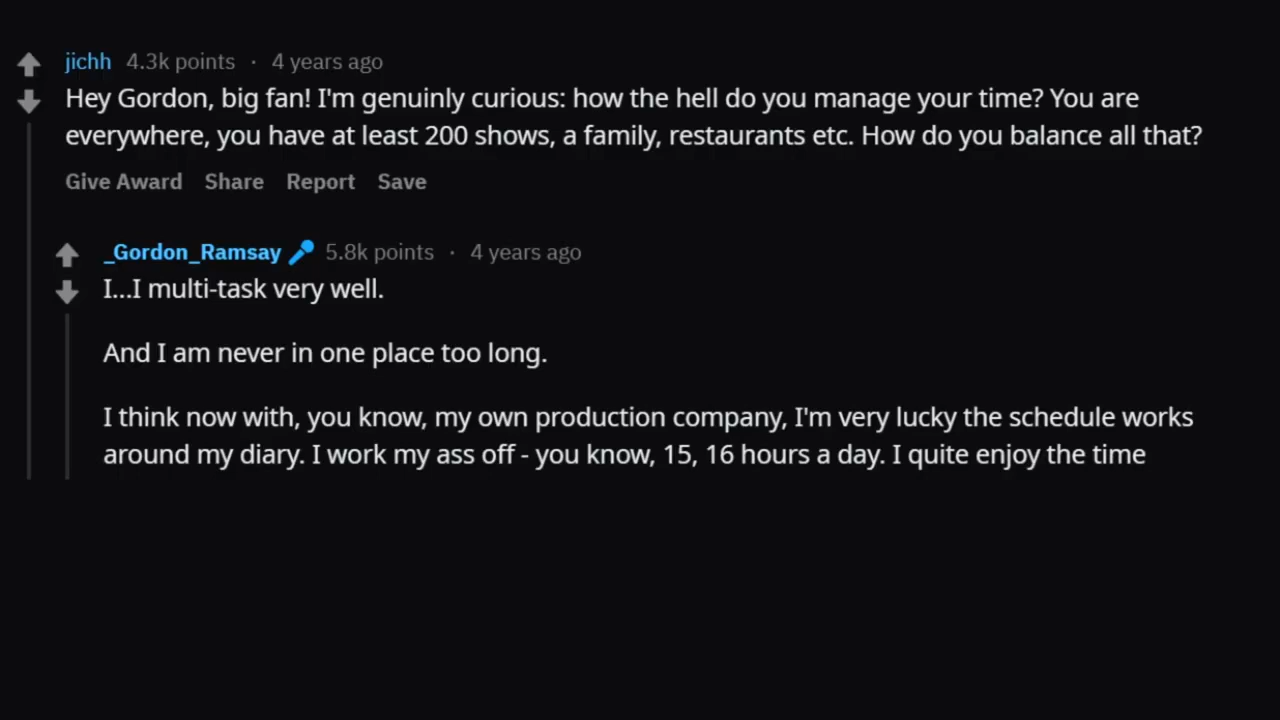 jichh 4.3k points · 4 years ago
Hey Gordon, big fan! I'm genuinly curious: how the hell do you manage your time? You are
everywhere, you have at least 200 shows, a family, restaurants etc. How do you balance all that?
Give Award Share Report Save
_Gordon_Ramsay 5.8k points · 4 years ago
I...I multi-task very well.
And I am never in one place too long.
I think now with, you know, my own production company, I'm very lucky the schedule works
around my diary. I work my ass off - you know, 15, 16 hours a day. I quite enjoy the time